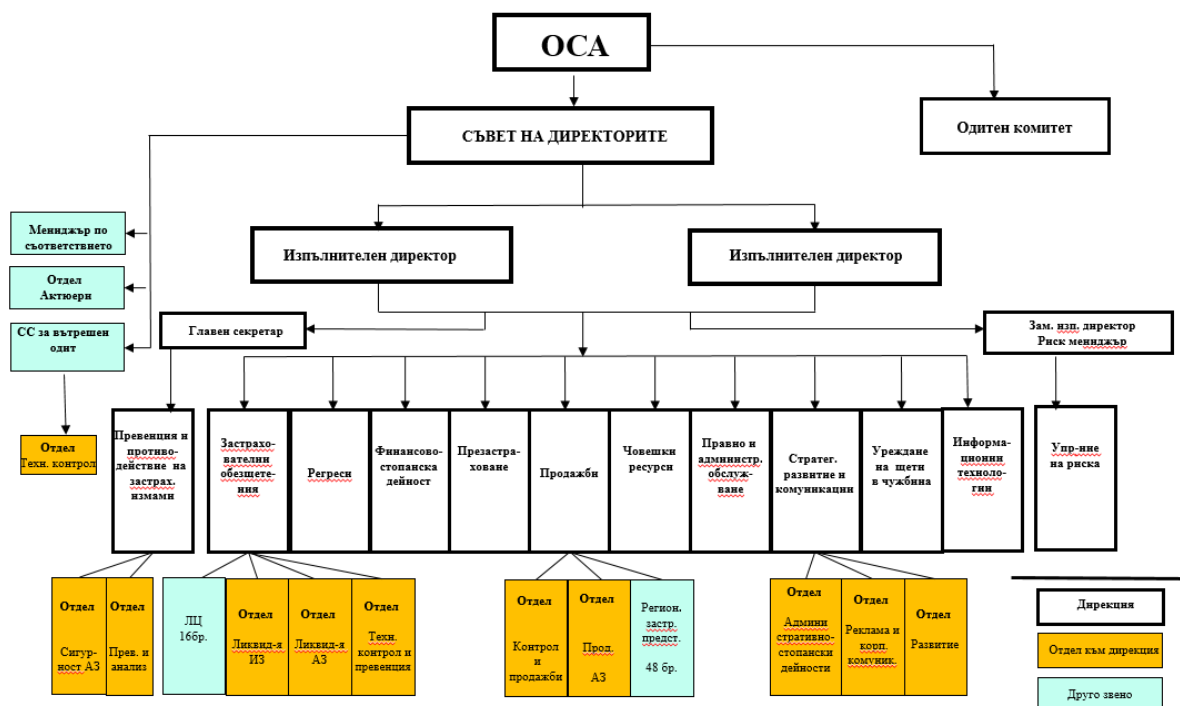 ОСА
СЪВЕТ НА ДИРЕКТОРИТЕ
Одитен комитет
Мениджър по
съответствието
Изпълнителен директор
Изпълнителен директор
Отдел
Актюери
СС за вътрешен
одит
Главен секретар
Зам. изп. директор
Риск мениджър
Отдел
Техн. контрол
Превенция и
противо-
действие на
застрах.
измами
Застрахо-
вателни
обезщете-
ния
Регреси
Финансово-
стопанска
дейност
Презастра-
ховане
Продажби
Човешки
ресурси
Правно и
администр.
обслуж-
ване
Стратег.
развитие и
комуникации
Уреждане
на щети
в чужбина
Информа-
ционни
техноло-
гии
Упр-ние
на риска
Отдел
Сигур-
ност АЗ
Отдел
Прев. и
анализ
ЛЦ
16бр.
Отдел
Ликвид-я
ИЗ
Отдел
Ликвид-я
АЗ
Отдел
Техн.
контрол и
превенция
Отдел
Контрол
и
продажби
Отдел
Прод.
АЗ
Регион.
застр.
предст.
48 бр.
Отдел
Админи
стративно-
стопански
дейности
Отдел
Реклама и
корп.
комуник.
Отдел
Развитие
Дирекция
Отдел към дирекция
Друго звено